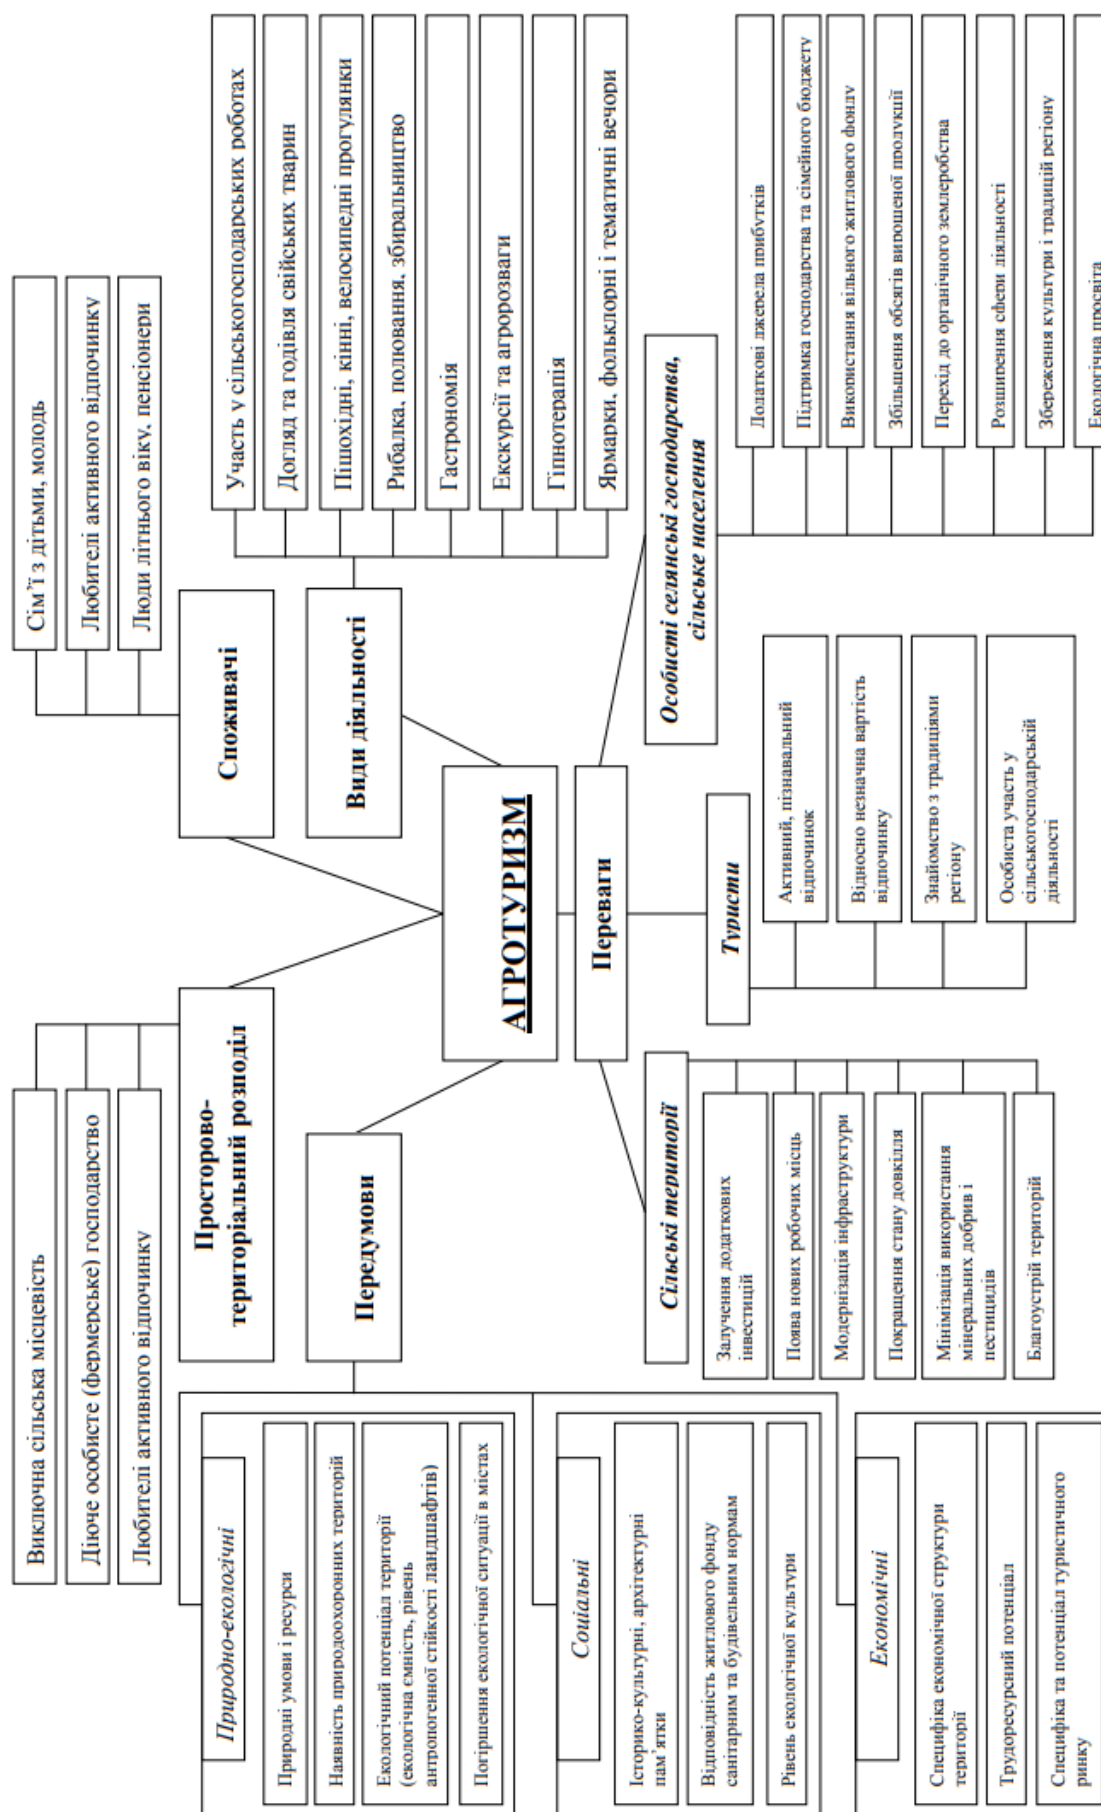 Виключна сільська місцевість
Діюче особисте (фермерське) господарство
Любителі активного відпочинку
Сім'ї з дітьми, молодь
Любителі активного відпочинку
Люди літнього віку, пенсіонери
Просторово-
територіальний розподіл
Споживачі
Передумови
Види діяльності
АГРОТУРИЗМ
Переваги
Природно-екологічні
Природні умови і ресурси
Наявність природоохоронних територій
Екологічний потенціал території
(екологічна ємність, рівень
антропогенної стійкості ландшафтів)
Погіршення екологічної ситуації в містах
Соціальні
Історико-культурні, архітектурні
пам'ятки
Відповідність житлового фонду
санітарним та будівельним нормам
Рівень екологічної культури
Економічні
Специфіка економічної структури
території
Трудоресурсний потенціал
Специфіка та потенціал туристичного
ринку
Участь у сільськогосподарських роботах
Догляд та годівля свійських тварин
Пішохідні, кінні, велосипедні прогулянки
Рибалка, полювання, збиральництво
Гастрономія
Екскурсії та агророзваги
Гіпнотерапія
Ярмарки, фольклорні і тематичні вечори
Сільські території
Залучення додаткових
інвестицій
Поява нових робочих місць
Модернізація інфраструктури
Покращення стану довкілля
Мінімізація використання
мінеральних добрив і
пестицидів
Благоустрій територій
Туристи
Активний, пізнавальний
відпочинок
Відносно незначна вартість
відпочинку
Знайомство з традиціями
регіону
Особиста участь у
сільськогосподарській
діяльності
Особисті селянські господарства,
сільське населення
Додаткові джерела прибутків
Підтримка господарства та сімейного бюджету
Використання вільного житлового фонду
Збільшення обсягів вирощеної продукції
Перехід до органічного землеробства
Розширення сфери діяльності
Збереження культури і традицій регіону
Екологічна просвіта